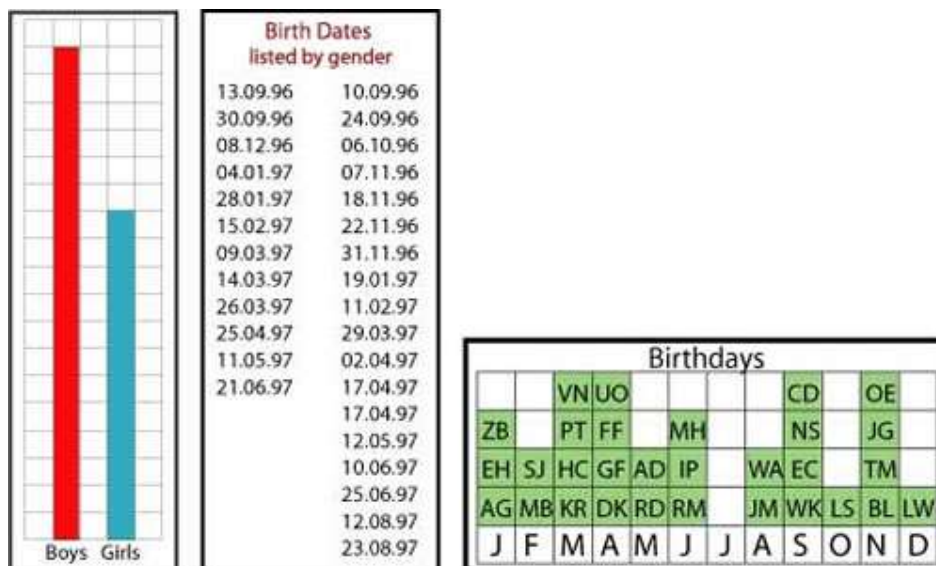 Boys Girls
Birth Dates
listed by gender
13.09.96 10.09.96
30.09.96 24.09.96
08.12.96 06.10.96
04.01.97 07.11.96
28.01.97 18.11.96
15.02.97 22.11.96
09.03.97 31.11.96
14.03.97 19.01.97
26.03.97 11.02.97
25.04.97 29.03.97
11.05.97 02.04.97
21.06.97 17.04.97
17.04.97
12.05.97
10.06.97
25.06.97
12.08.97
23.08.97
Birthdays
VN UO CD OE
ZB PT FF MH NS JG
EH SJ HC GF AD IP WA EC TM
AG MB KR DK RD RM JM WK LS BL LW
J F M A M J J A S O N D